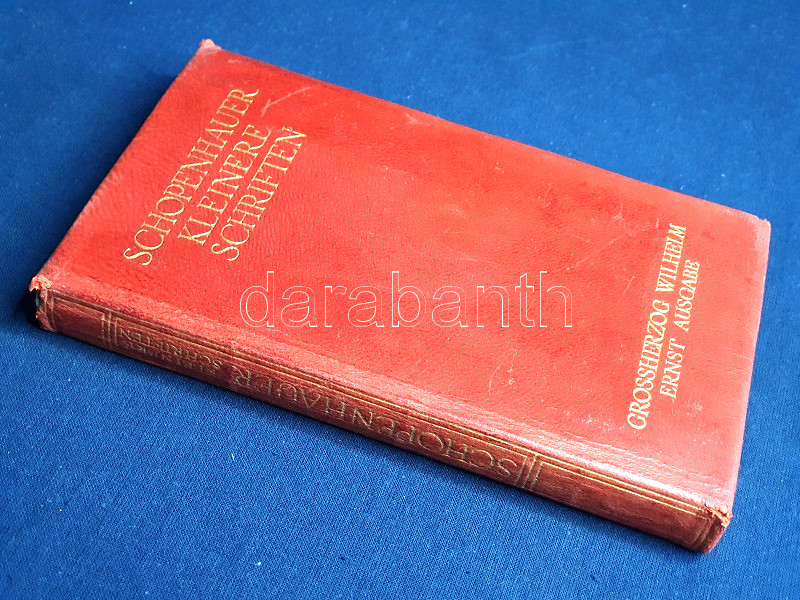 SCHOPENHAUER
KLEINERE
SCHRIFTEN
GROSSHERZOG WILHELM
ERNST AUSGABE
darabanth
SCHOPENHAUER
SCHRIFTEN